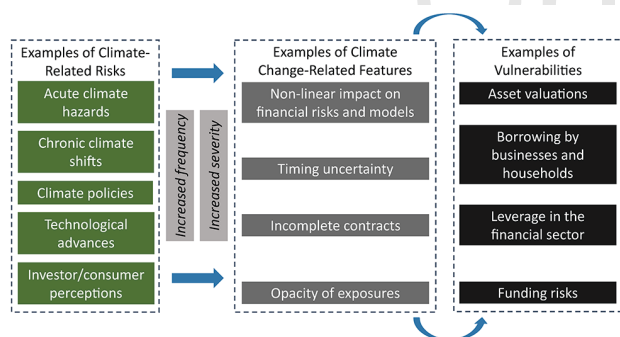 Examples of Climate-
Related Risks
Acute climate
hazards
Chronic climate
shifts
Climate policies
Technological
advances
Investor/consumer
perceptions
Increased frequency
Increased severity
Examples of Climate
Change-Related Features
Non-linear impact on
financial risks and models
Timing uncertainty
Incomplete contracts
Opacity of exposures
Examples of
Vulnerabilities
Asset valuations
Borrowing by
businesses and
households
Leverage in the
financial sector
Funding risks